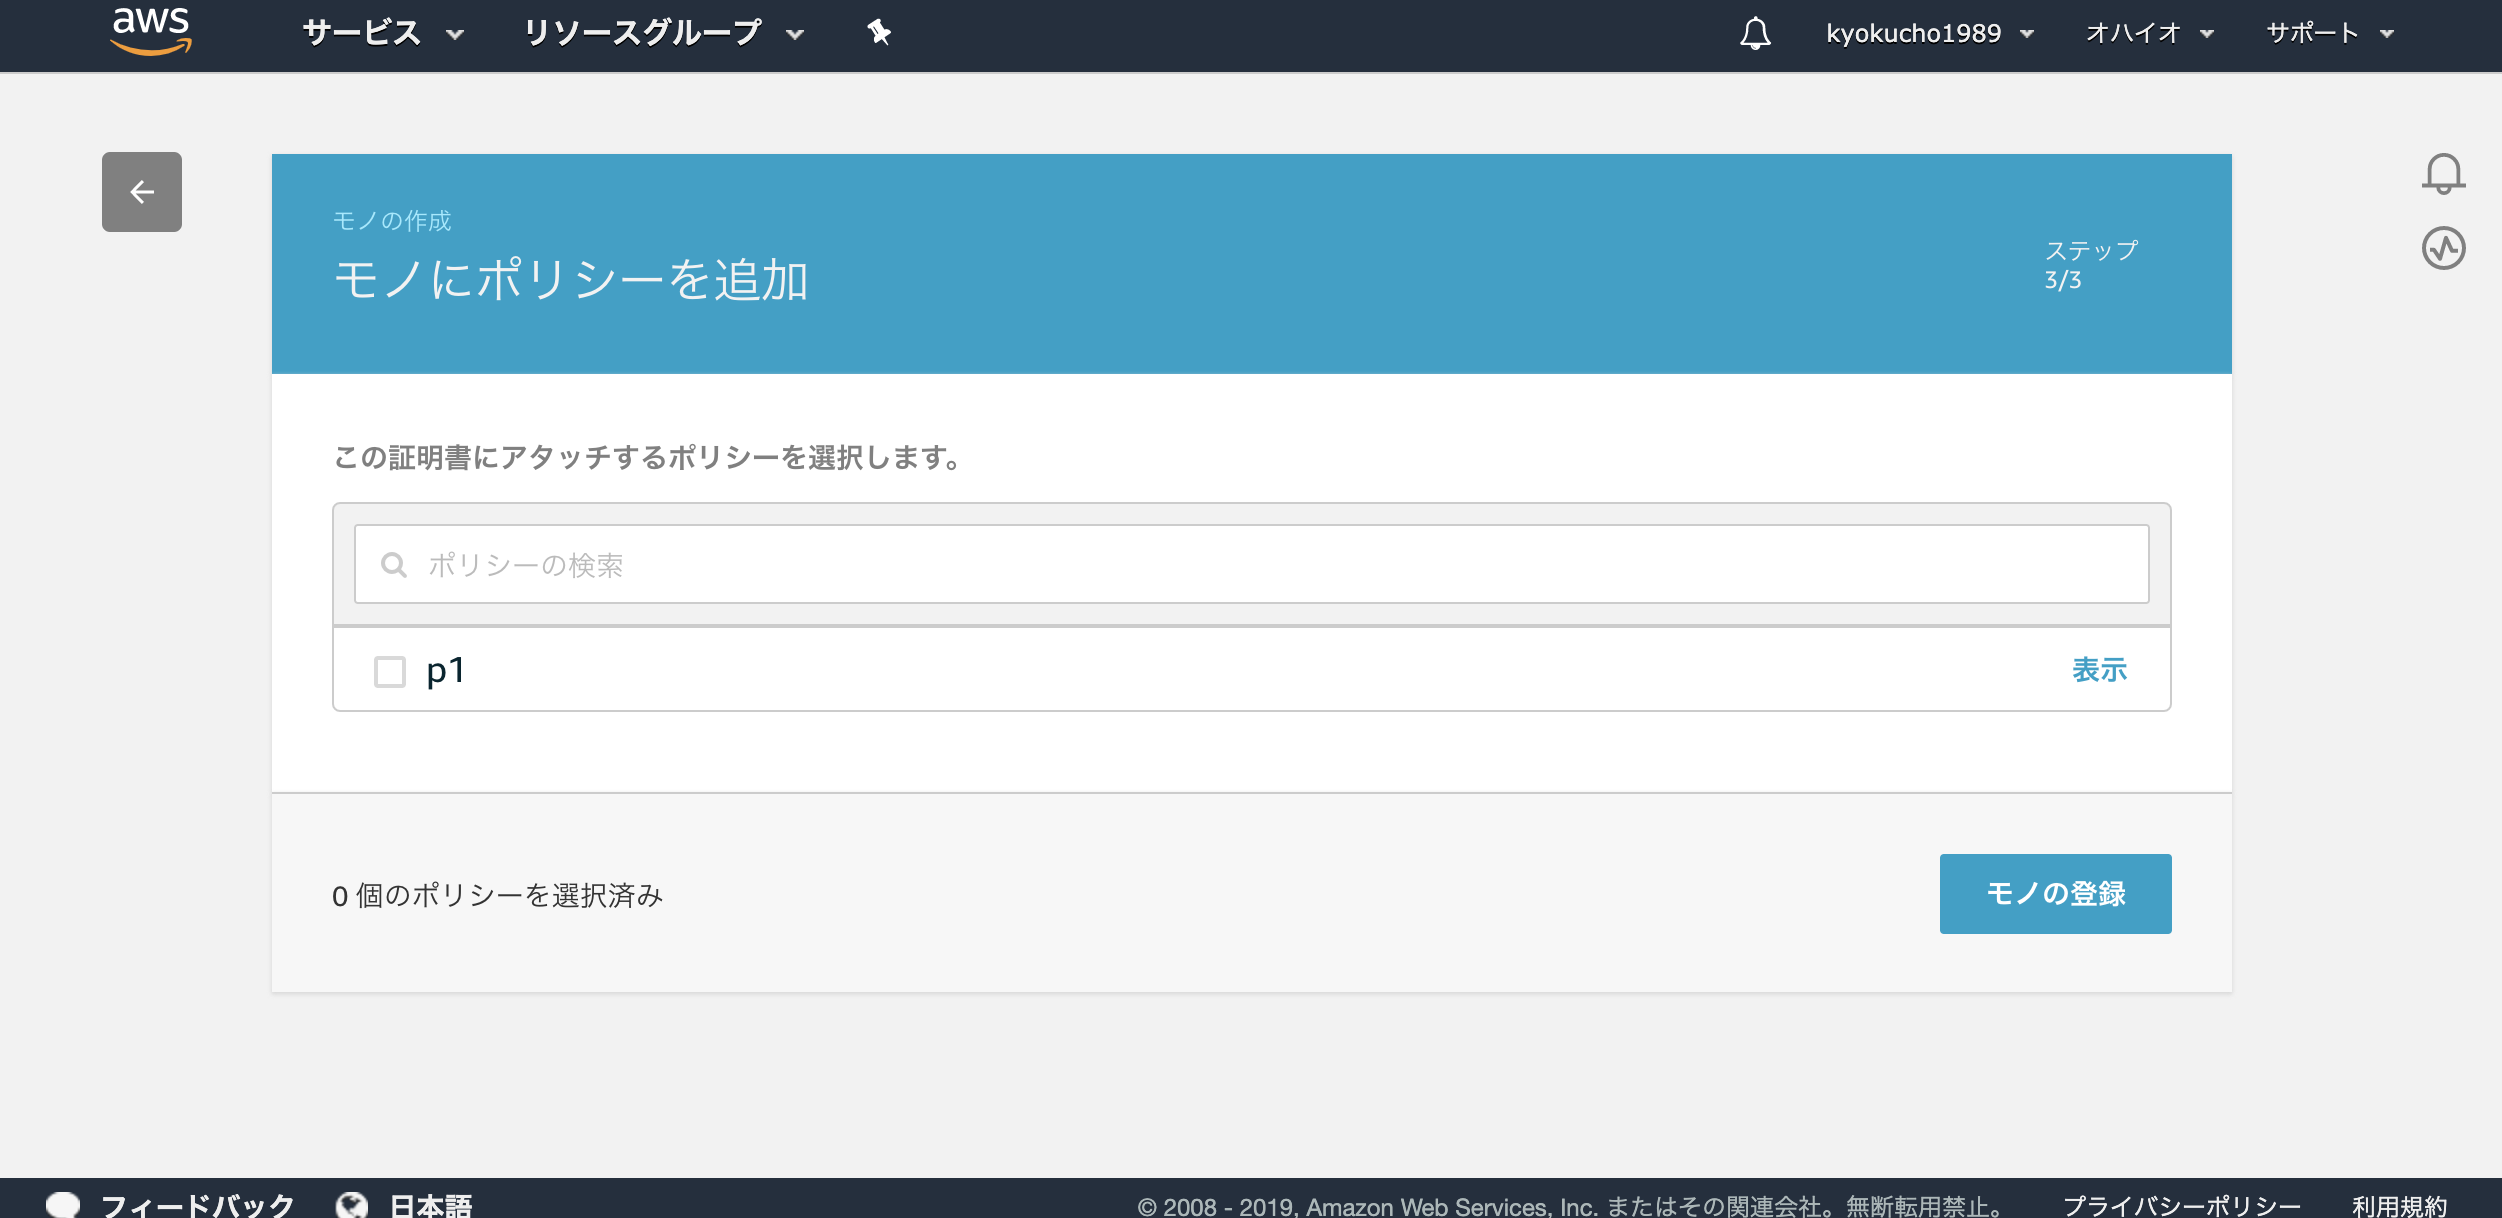 aws サービス リソースグループ kyokucho1989 オハイオ サポート
モノの作成
モノにポリシーを追加
ステップ
3/3
この証明書にアタッチするポリシーを選択します。
ポリシーの検索
p1 表示
0 個のポリシーを選択済み モノの登録
フィードバック 日本語 © 2008 - 2019, Amazon Web Services, Inc. またはその関連会社。無断転用禁止。 プライバシーポリシー 利用規約